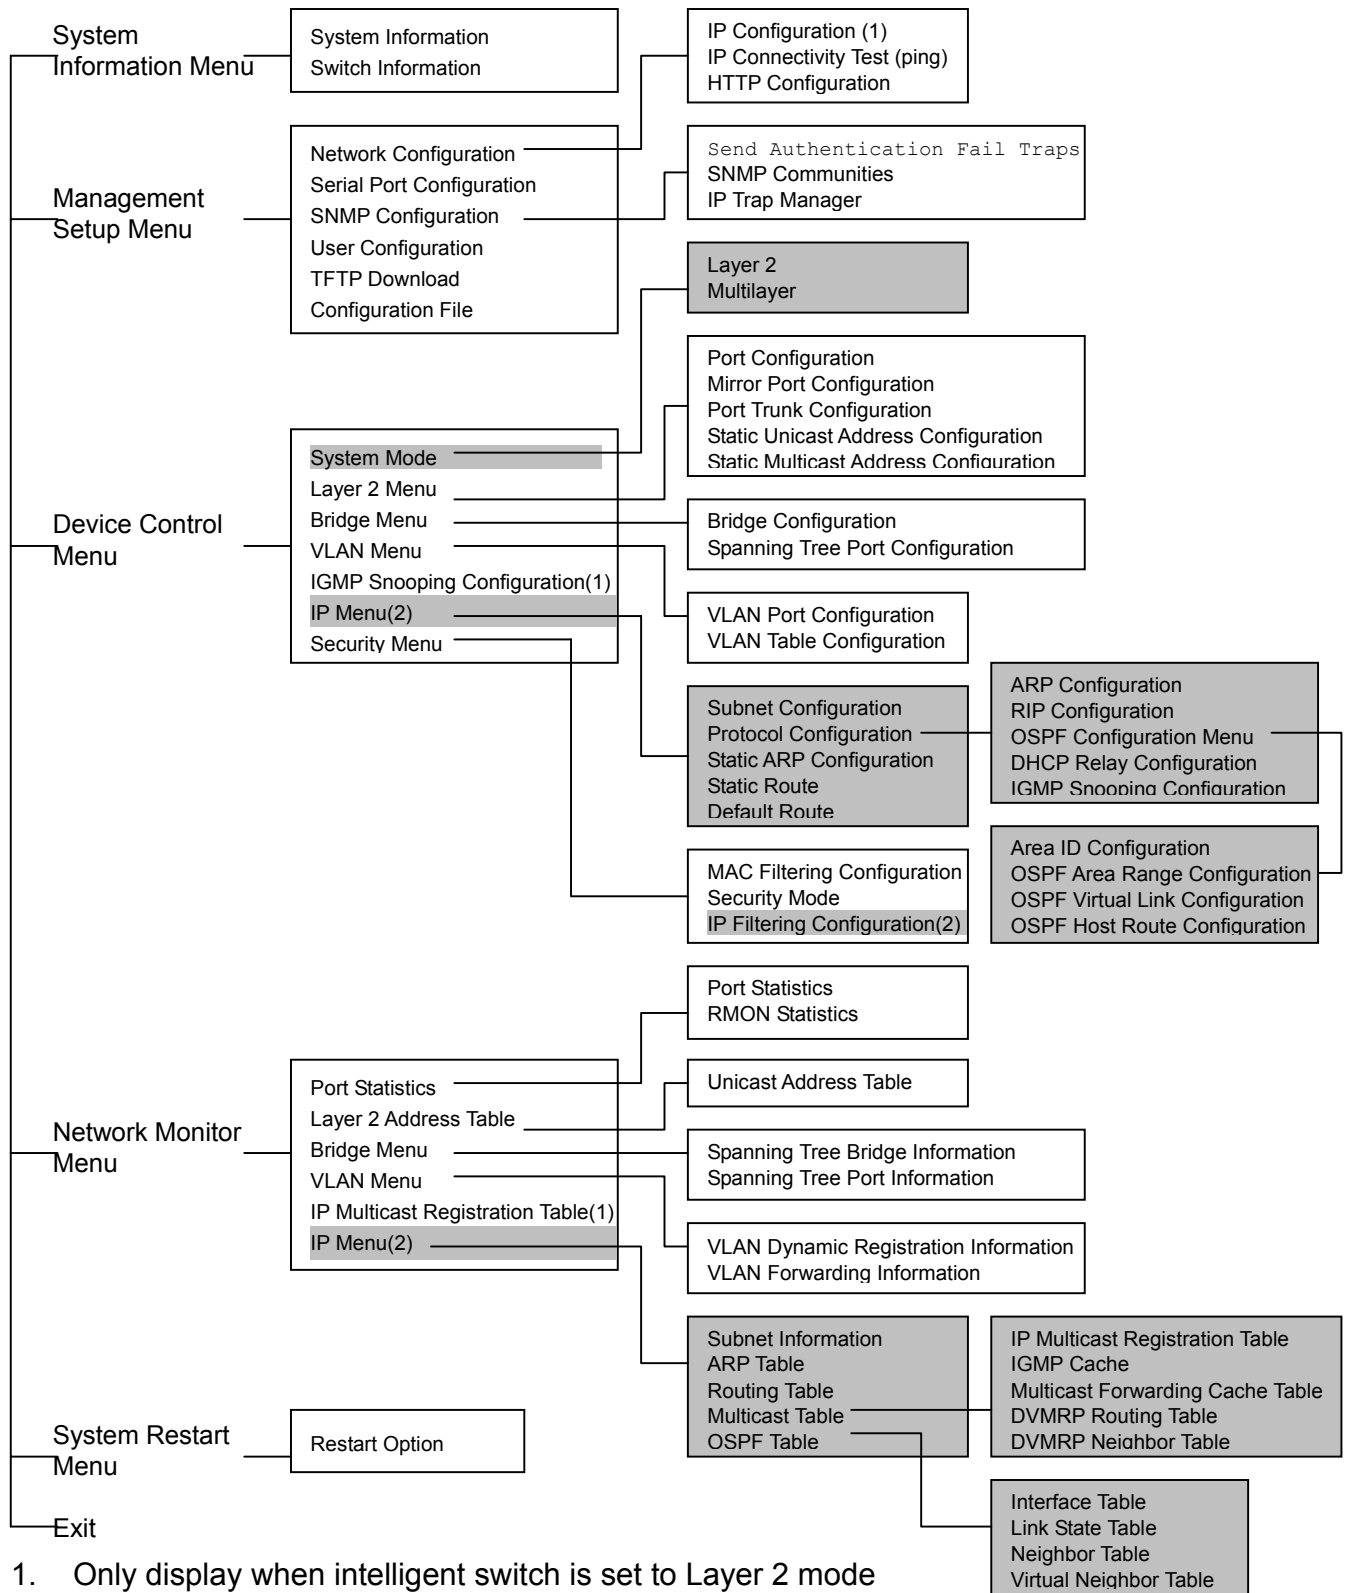 System
Information Menu
System Information
Switch Information
IP Configuration (1)
IP Connectivity Test (ping)
HTTP Configuration
Management
Setup Menu
Network Configuration
Serial Port Configuration
SNMP Configuration
User Configuration
TFTP Download
Configuration File
Send Authentication Fail Traps
SNMP Communities
IP Trap Manager
Layer 2
Multilayer
Device Control
Menu
System Mode
Layer 2 Menu
Bridge Menu
VLAN Menu
IGMP Snooping Configuration(1)
IP Menu(2)
Security Menu
Port Configuration
Mirror Port Configuration
Port Trunk Configuration
Static Unicast Address Configuration
Static Multicast Address Configuration
Bridge Configuration
Spanning Tree Port Configuration
VLAN Port Configuration
VLAN Table Configuration
Subnet Configuration
Protocol Configuration
Static ARP Configuration
Static Route
Default Route
ARP Configuration
RIP Configuration
OSPF Configuration Menu
DHCP Relay Configuration
IGMP Snooping Configuration
Area ID Configuration
OSPF Area Range Configuration
OSPF Virtual Link Configuration
OSPF Host Route Configuration
MAC Filtering Configuration
Security Mode
IP Filtering Configuration(2)
Network Monitor
Menu
Port Statistics
Layer 2 Address Table
Bridge Menu
VLAN Menu
IP Multicast Registration Table(1)
IP Menu(2)
Port Statistics
RMON Statistics
Unicast Address Table
Spanning Tree Bridge Information
Spanning Tree Port Information
VLAN Dynamic Registration Information
VLAN Forwarding Information
Subnet Information
ARP Table
Routing Table
Multicast Table
OSPF Table
IP Multicast Registration Table
IGMP Cache
Multicast Forwarding Cache Table
DVMRP Routing Table
DVMRP Neighbor Table
Interface Table
Link State Table
Neighbor Table
Virtual Neighbor Table
System Restart
Menu
Restart Option
Exit
1. Only display when intelligent switch is set to Layer 2 mode